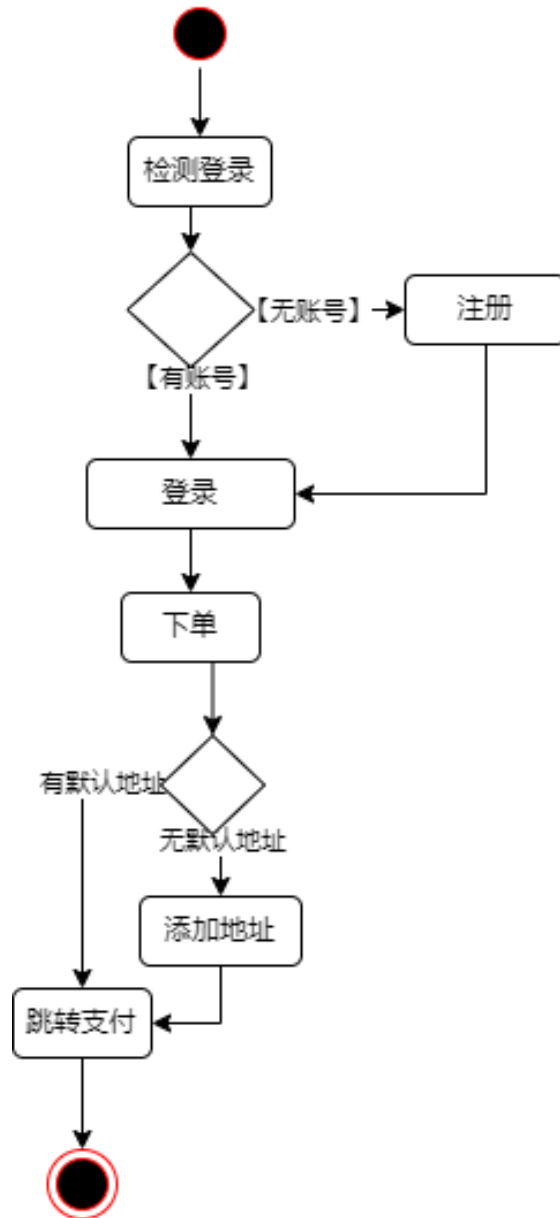 检测登录
【无账号】
注册
【有账号】
登录
下单
有默认地址
无默认地址
添加地址
跳转支付